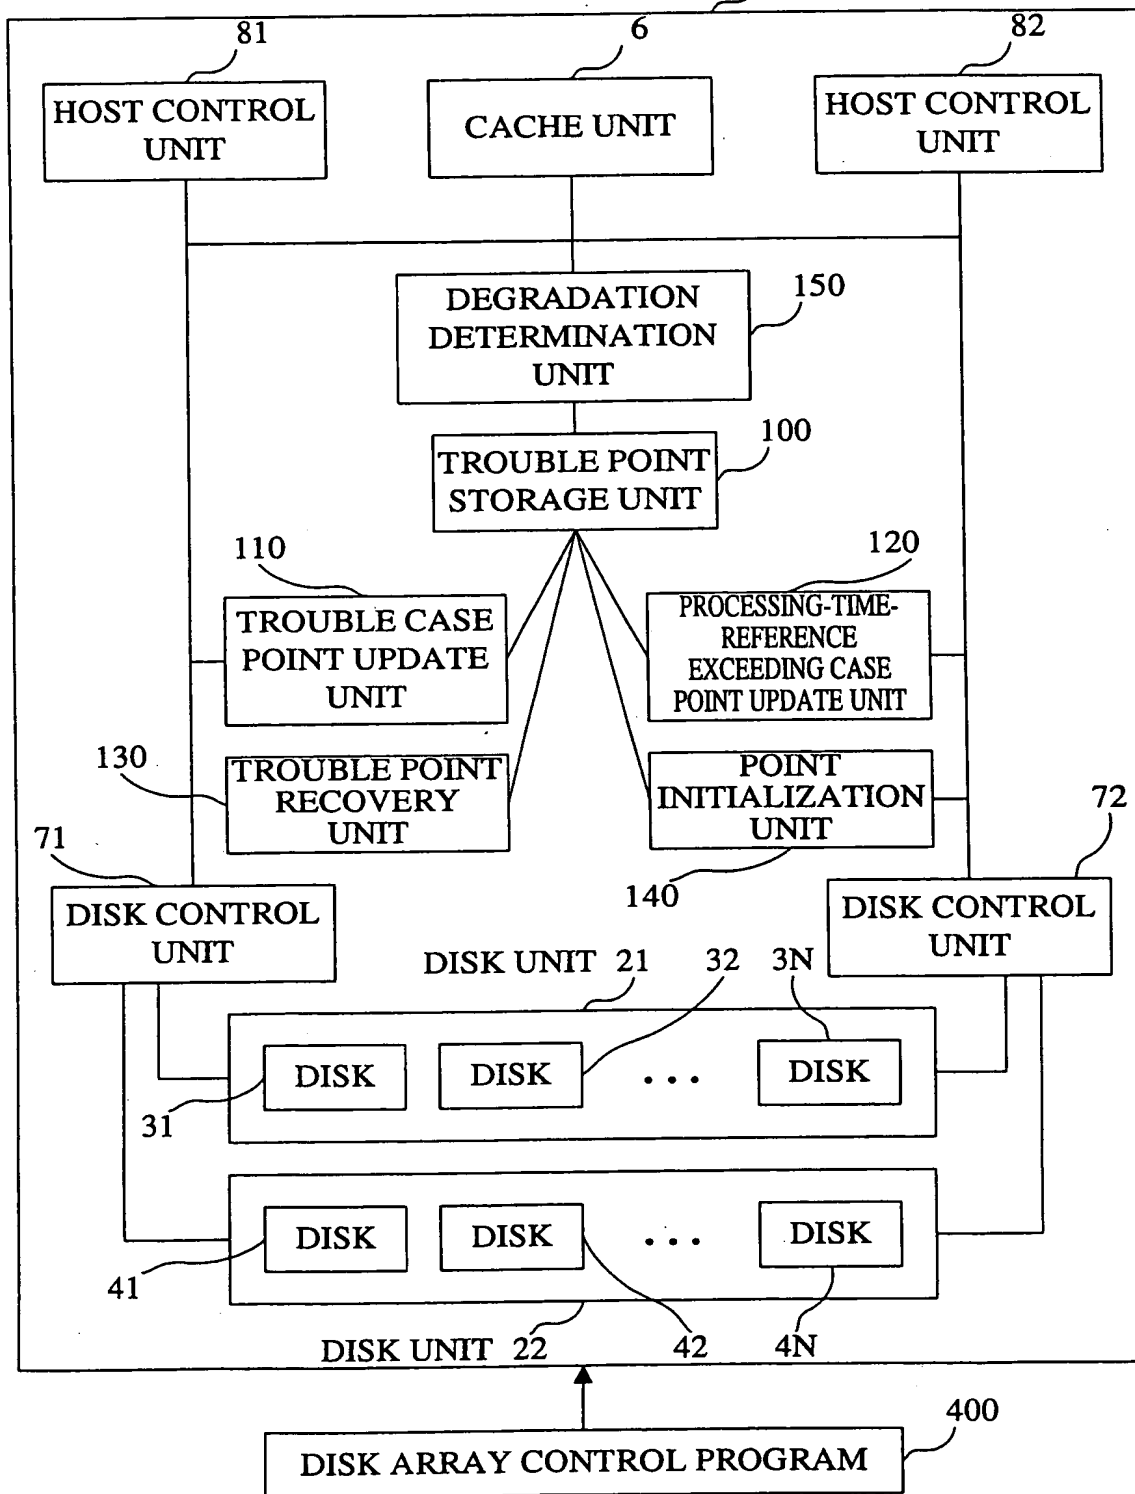 81
6
82
HOST CONTROL
UNIT
CACHE UNIT
HOST CONTROL
UNIT
DEGRADATION
DETERMINATION
UNIT
150
TROUBLE POINT
STORAGE UNIT
100
110
TROUBLE CASE
POINT UPDATE
UNIT
120
PROCESSING-TIME-
REFERENCE
EXCEEDING CASE
POINT UPDATE UNIT
130
TROUBLE POINT
RECOVERY
UNIT
POINT
INITIALIZATION
UNIT
140
71
DISK CONTROL
UNIT
72
DISK CONTROL
UNIT
DISK UNIT 21
32
3N
DISK
DISK
...
DISK
31
DISK
DISK
...
DISK
41
DISK UNIT 22
42
4N
400
DISK ARRAY CONTROL PROGRAM